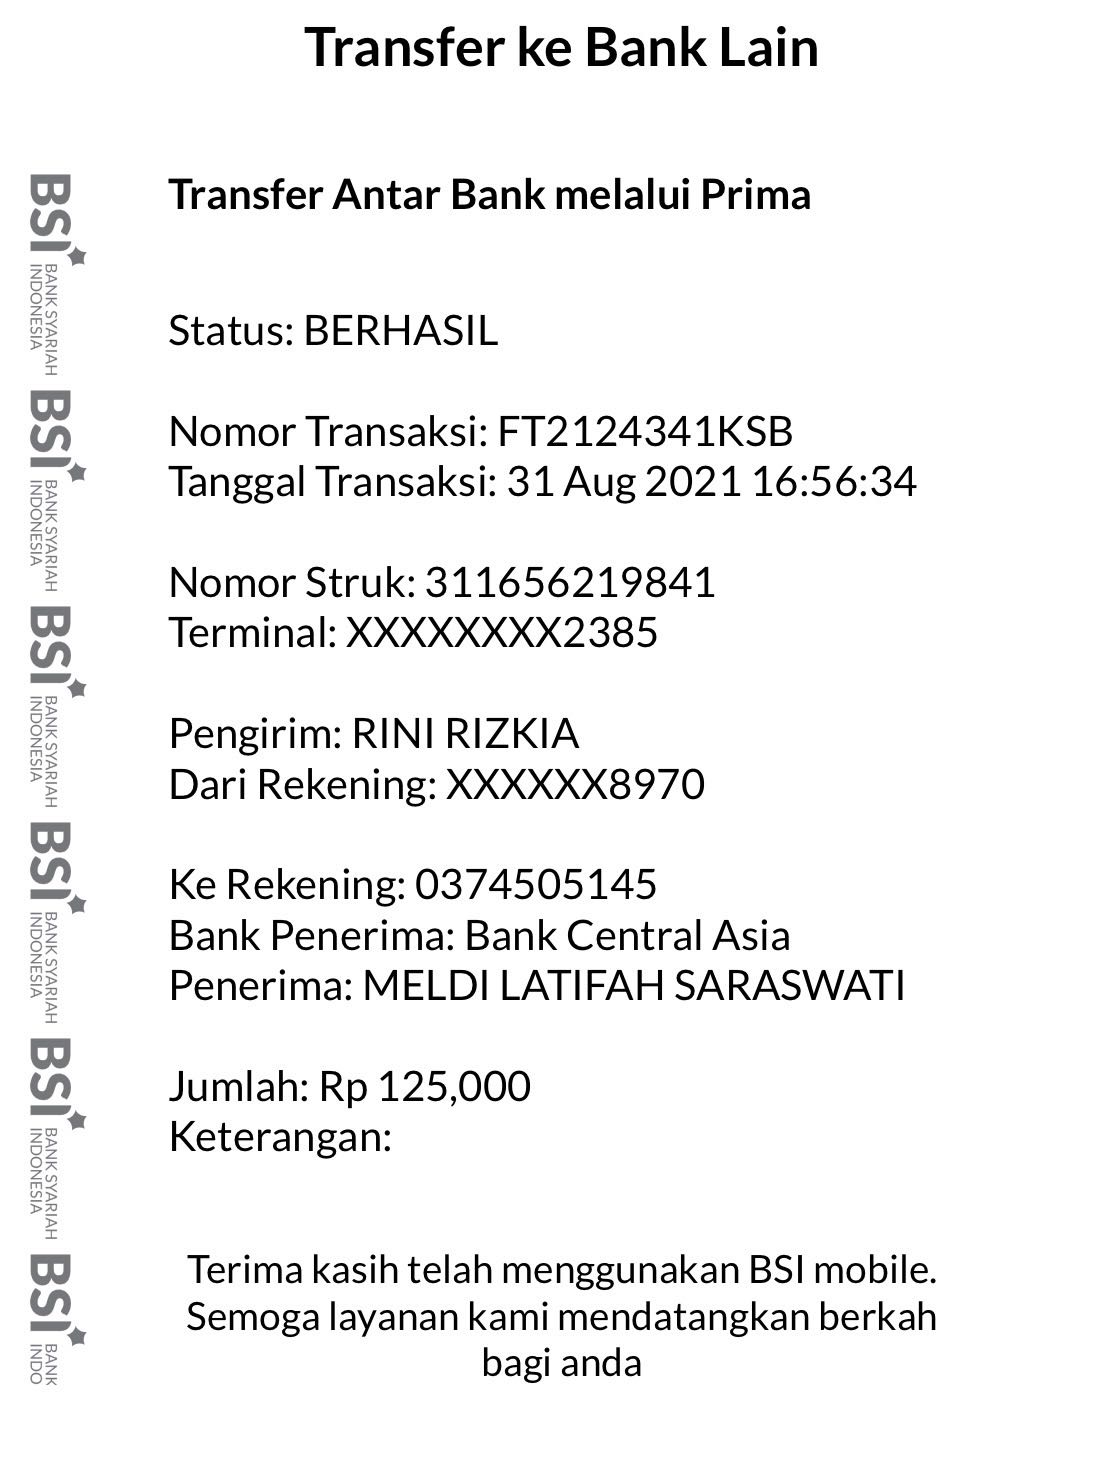 Transfer ke Bank Lain
Transfer Antar Bank melalui Prima
Status: BERHASIL
Nomor Transaksi: FT2124341KSB
Tanggal Transaksi: 31 Aug 2021 16:56:34
Nomor Struk: 311656219841
Terminal: XXXXXXXX2385
Pengirim: RINI RIZKIA
Dari Rekening: XXXXXX8970
Ke Rekening: 0374505145
Bank Penerima: Bank Central Asia
Penerima: MELDI LATIFAH SARASWATI
Jumlah: Rp 125,000
Keterangan:
Terima kasih telah menggunakan BSI mobile.
Semoga layanan kami mendatangkan berkah
bagi anda
BSI
BANK SYARIAH
INDONESIA
BSI
BANK SYARIAH
INDONESIA
BSI
BANK SYARIAH
INDONESIA
BSI
BANK SYARIAH
INDONESIA
BSI
BANK SYARIAH
INDONESIA
BSI
BANK
INDO